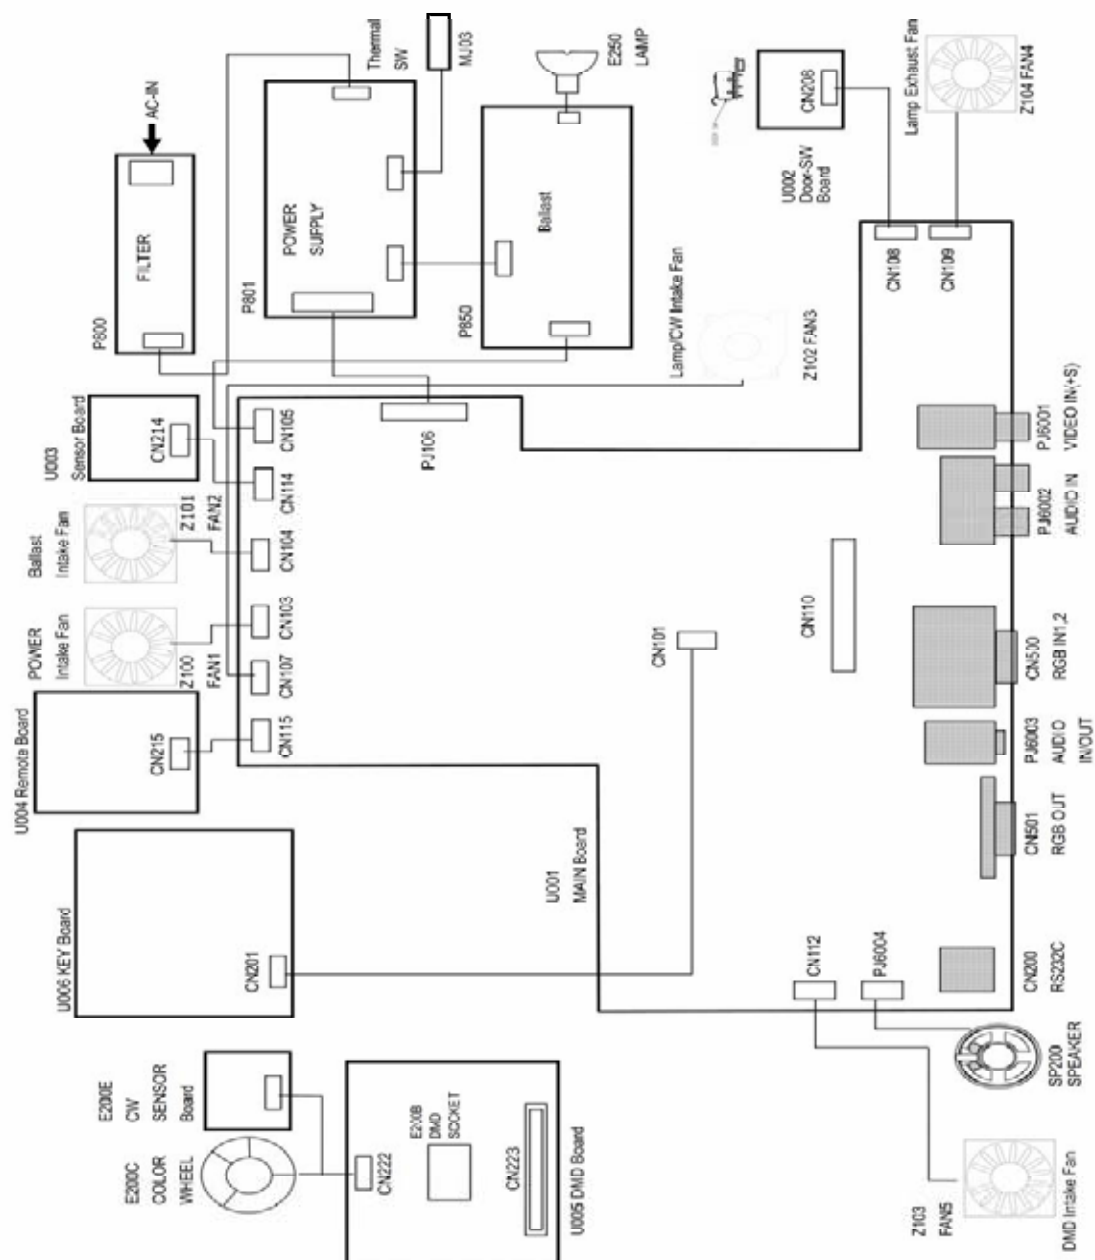 AC-IN
FILTER
P800
Thermal
SW
MJ03
POWER
SUPPLY
P801
E250
LAMP
Ballast
P850
CN206
U002
Door-SW
Board
Lamp Exhaust Fan
Z104 FAN4
CN108
CN109
Lamp/CW Intake Fan
Z102 FAN3
U003
Sensor Board
CN214
Ballast
Intake Fan
Z101
FAN2
POWER
Intake Fan
Z100
FAN1
U004 Remote Board
CN215
CN105
CN114
CN104
CN103
CN107
CN115
PJ106
CN101
CN110
U001
MAIN Board
PJ6001
VIDEO IN(+S)
PJ6002
AUDIO IN
CN500
RGB IN1,2
PJ6003
AUDIO
IN/OUT
CN501
RGB OUT
CN200
RS232C
CN112
PJ6004
U006 KEY Board
CN201
E200E
CW
SENSOR
Board
E200C
COLOR
WHEEL
CN222
E200B
DMD
SOCKET
CN223
U005 DMD Board
SP200
SPEAKER
Z103
FAN5
DMD Intake Fan